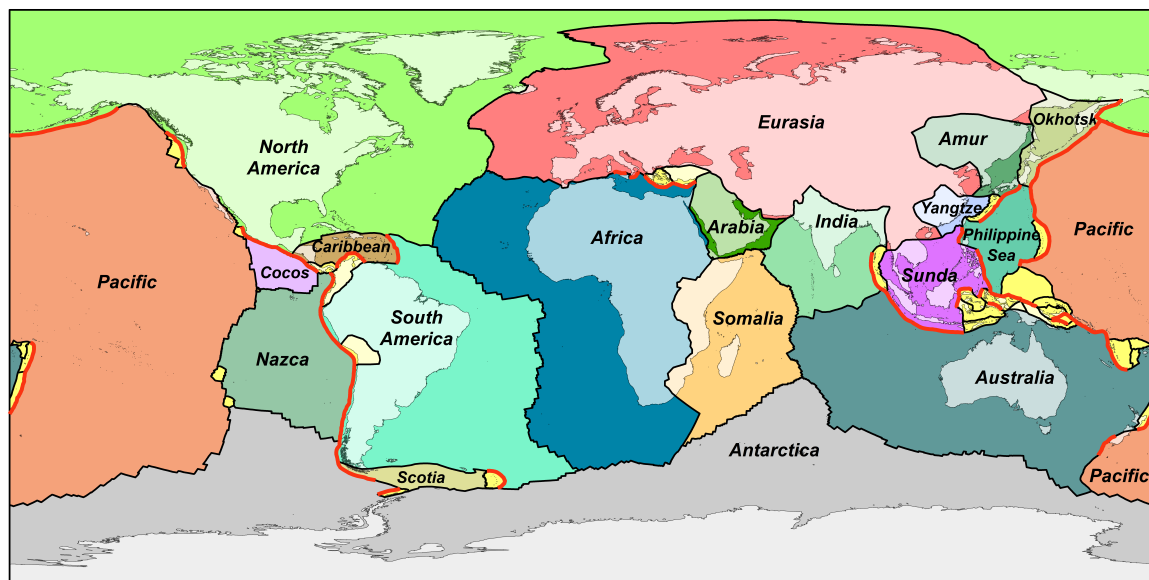 Eurasia
Okhotsk
Amur
North
America
Yangtze
India
Arabia
Africa
Caribbean
Philippine
Sea
Pacific
Cocos
Sunda
Pacific
South
America
Somalia
Nazca
Australia
Antarctica
Scotia
Pacific